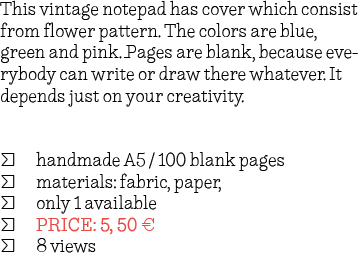 This vintage notepad has cover which consist
from flower pattern. The colors are blue,
green and pink. Pages are blank, because eve-
rybody can write or draw there whatever. It
depends just on your creativity.
Σ handmade A5 / 100 blank pages
Σ materials: fabric, paper,
Σ only 1 available
Σ PRICE: 5, 50 €
Σ 8 views